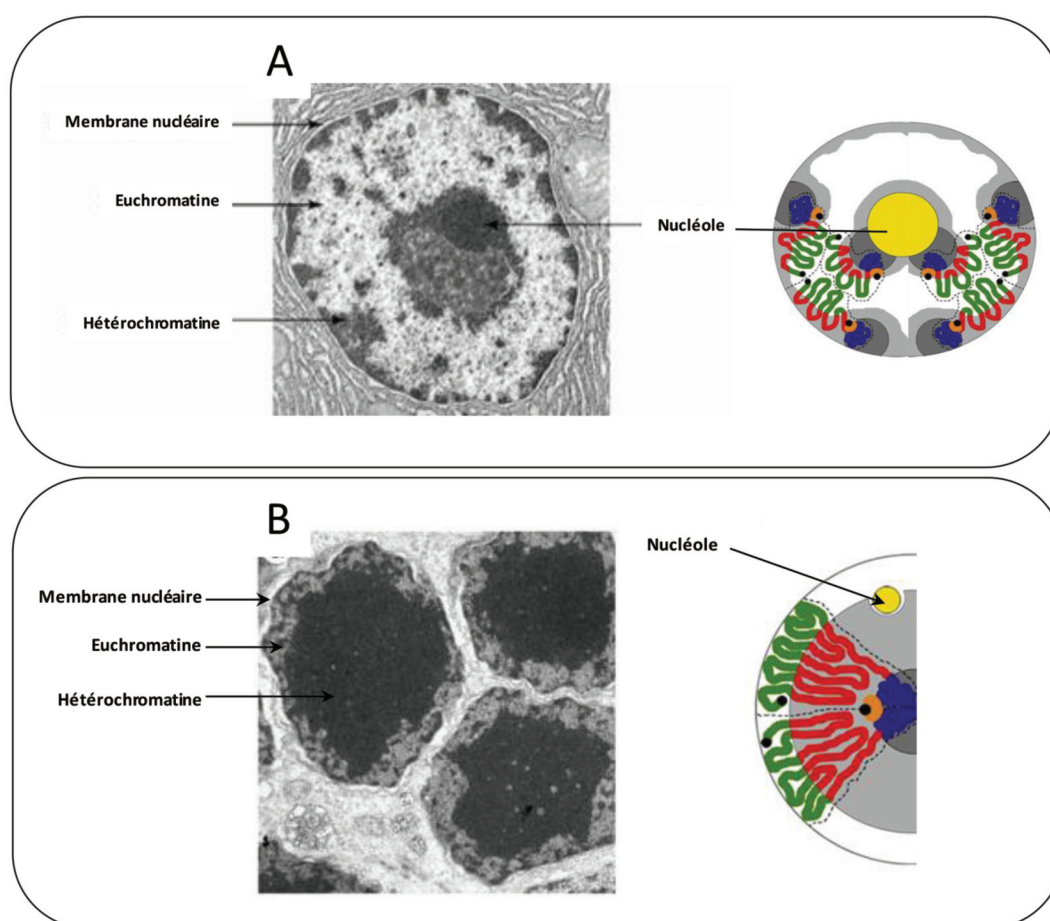 A
Membrane nucléaire
Euchromatine
Nucléole
Hétérochromatine
B
Nucléole
Membrane nucléaire
Euchromatine
Hétérochromatine